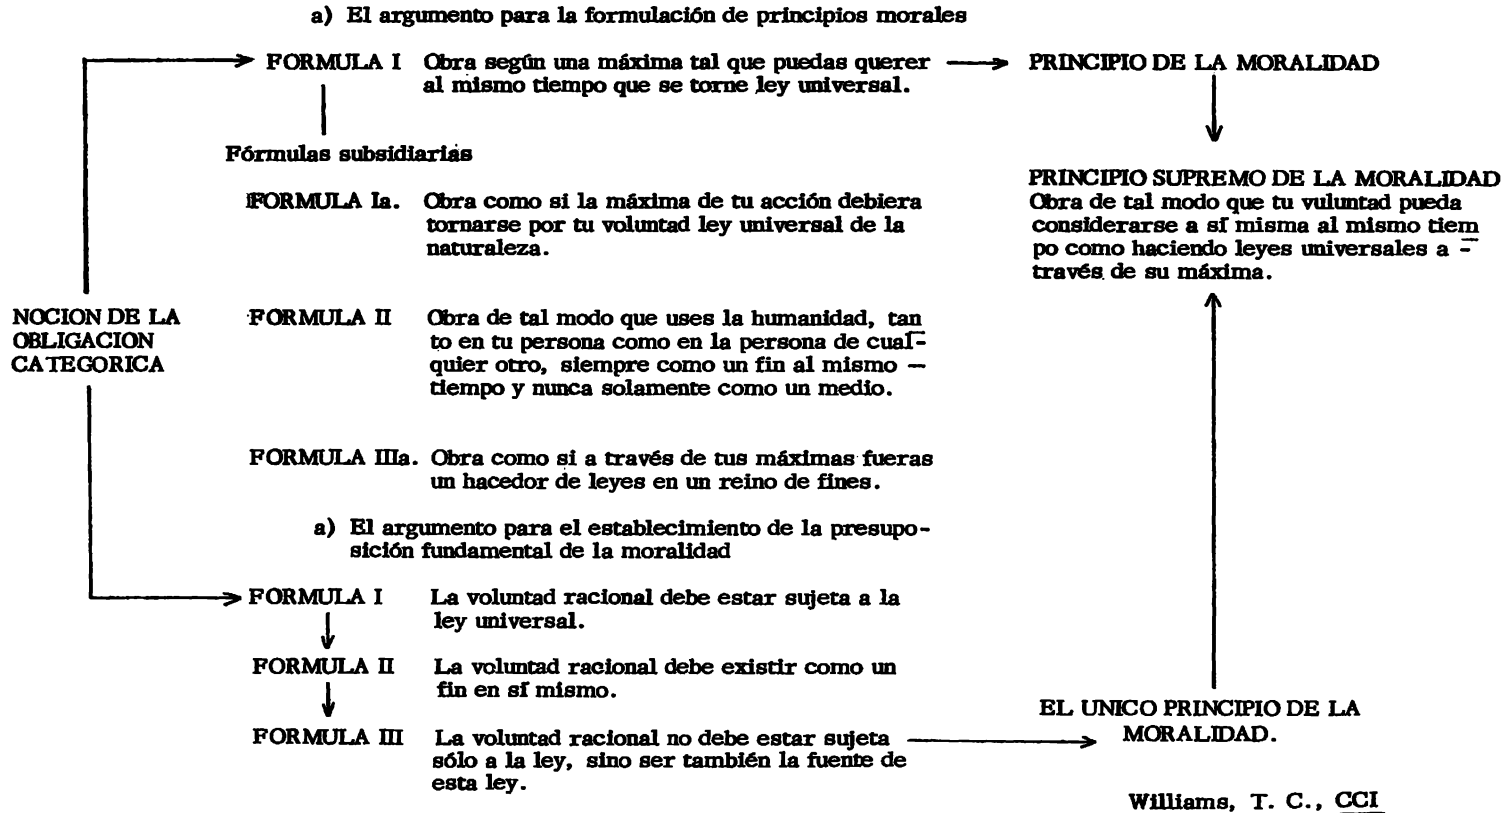 a) El argumento para la formulación de principios morales
FORMULA I Obra según una máxima tal que puedas querer
al mismo tiempo que se torne ley universal.
PRINCIPIO DE LA MORALIDAD
Fórmulas subsidiarias
FORMULA Ia. Obra como si la máxima de tu acción debiera
tornarse por tu voluntad ley universal de la
naturaleza.
PRINCIPIO SUPREMO DE LA MORALIDAD
Obra de tal modo que tu vuluntad pueda
considerarse a sí misma al mismo tiem
po como haciendo leyes universales a -
través de su máxima.
NOCION DE LA
OBLIGACION
CATEGORICA
FORMULA II Obra de tal modo que uses la humanidad, tan
to en tu persona como en la persona de cual-
quier otro, siempre como un fin al mismo —
tiempo y nunca solamente como un medio.
FORMULA IIIa. Obra como si a través de tus máximas fueras
un hacedor de leyes en un reino de fines.
a) El argumento para el establecimiento de la presupo-
sición fundamental de la moralidad
FORMULA I La voluntad racional debe estar sujeta a la
ley universal.
FORMULA II La voluntad racional debe existir como un
fin en sí mismo.
FORMULA III La voluntad racional no debe estar sujeta
sólo a la ley, sino ser también la fuente de
esta ley.
EL UNICO PRINCIPIO DE LA
MORALIDAD.
Williams, T. C., CCI